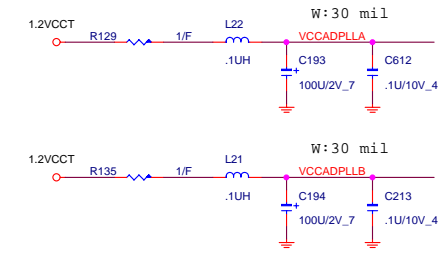 W:30 mil
1.2VCCT
R129
1/F
L22
VCCADPLLA
.1UH
C193
C612
+
100U/2V_7
.1U/10V_4
W:30 mil
1.2VCCT
R135
1/F
L21
VCCADPLLB
.1UH
C194
C213
+
100U/2V_7
.1U/10V_4